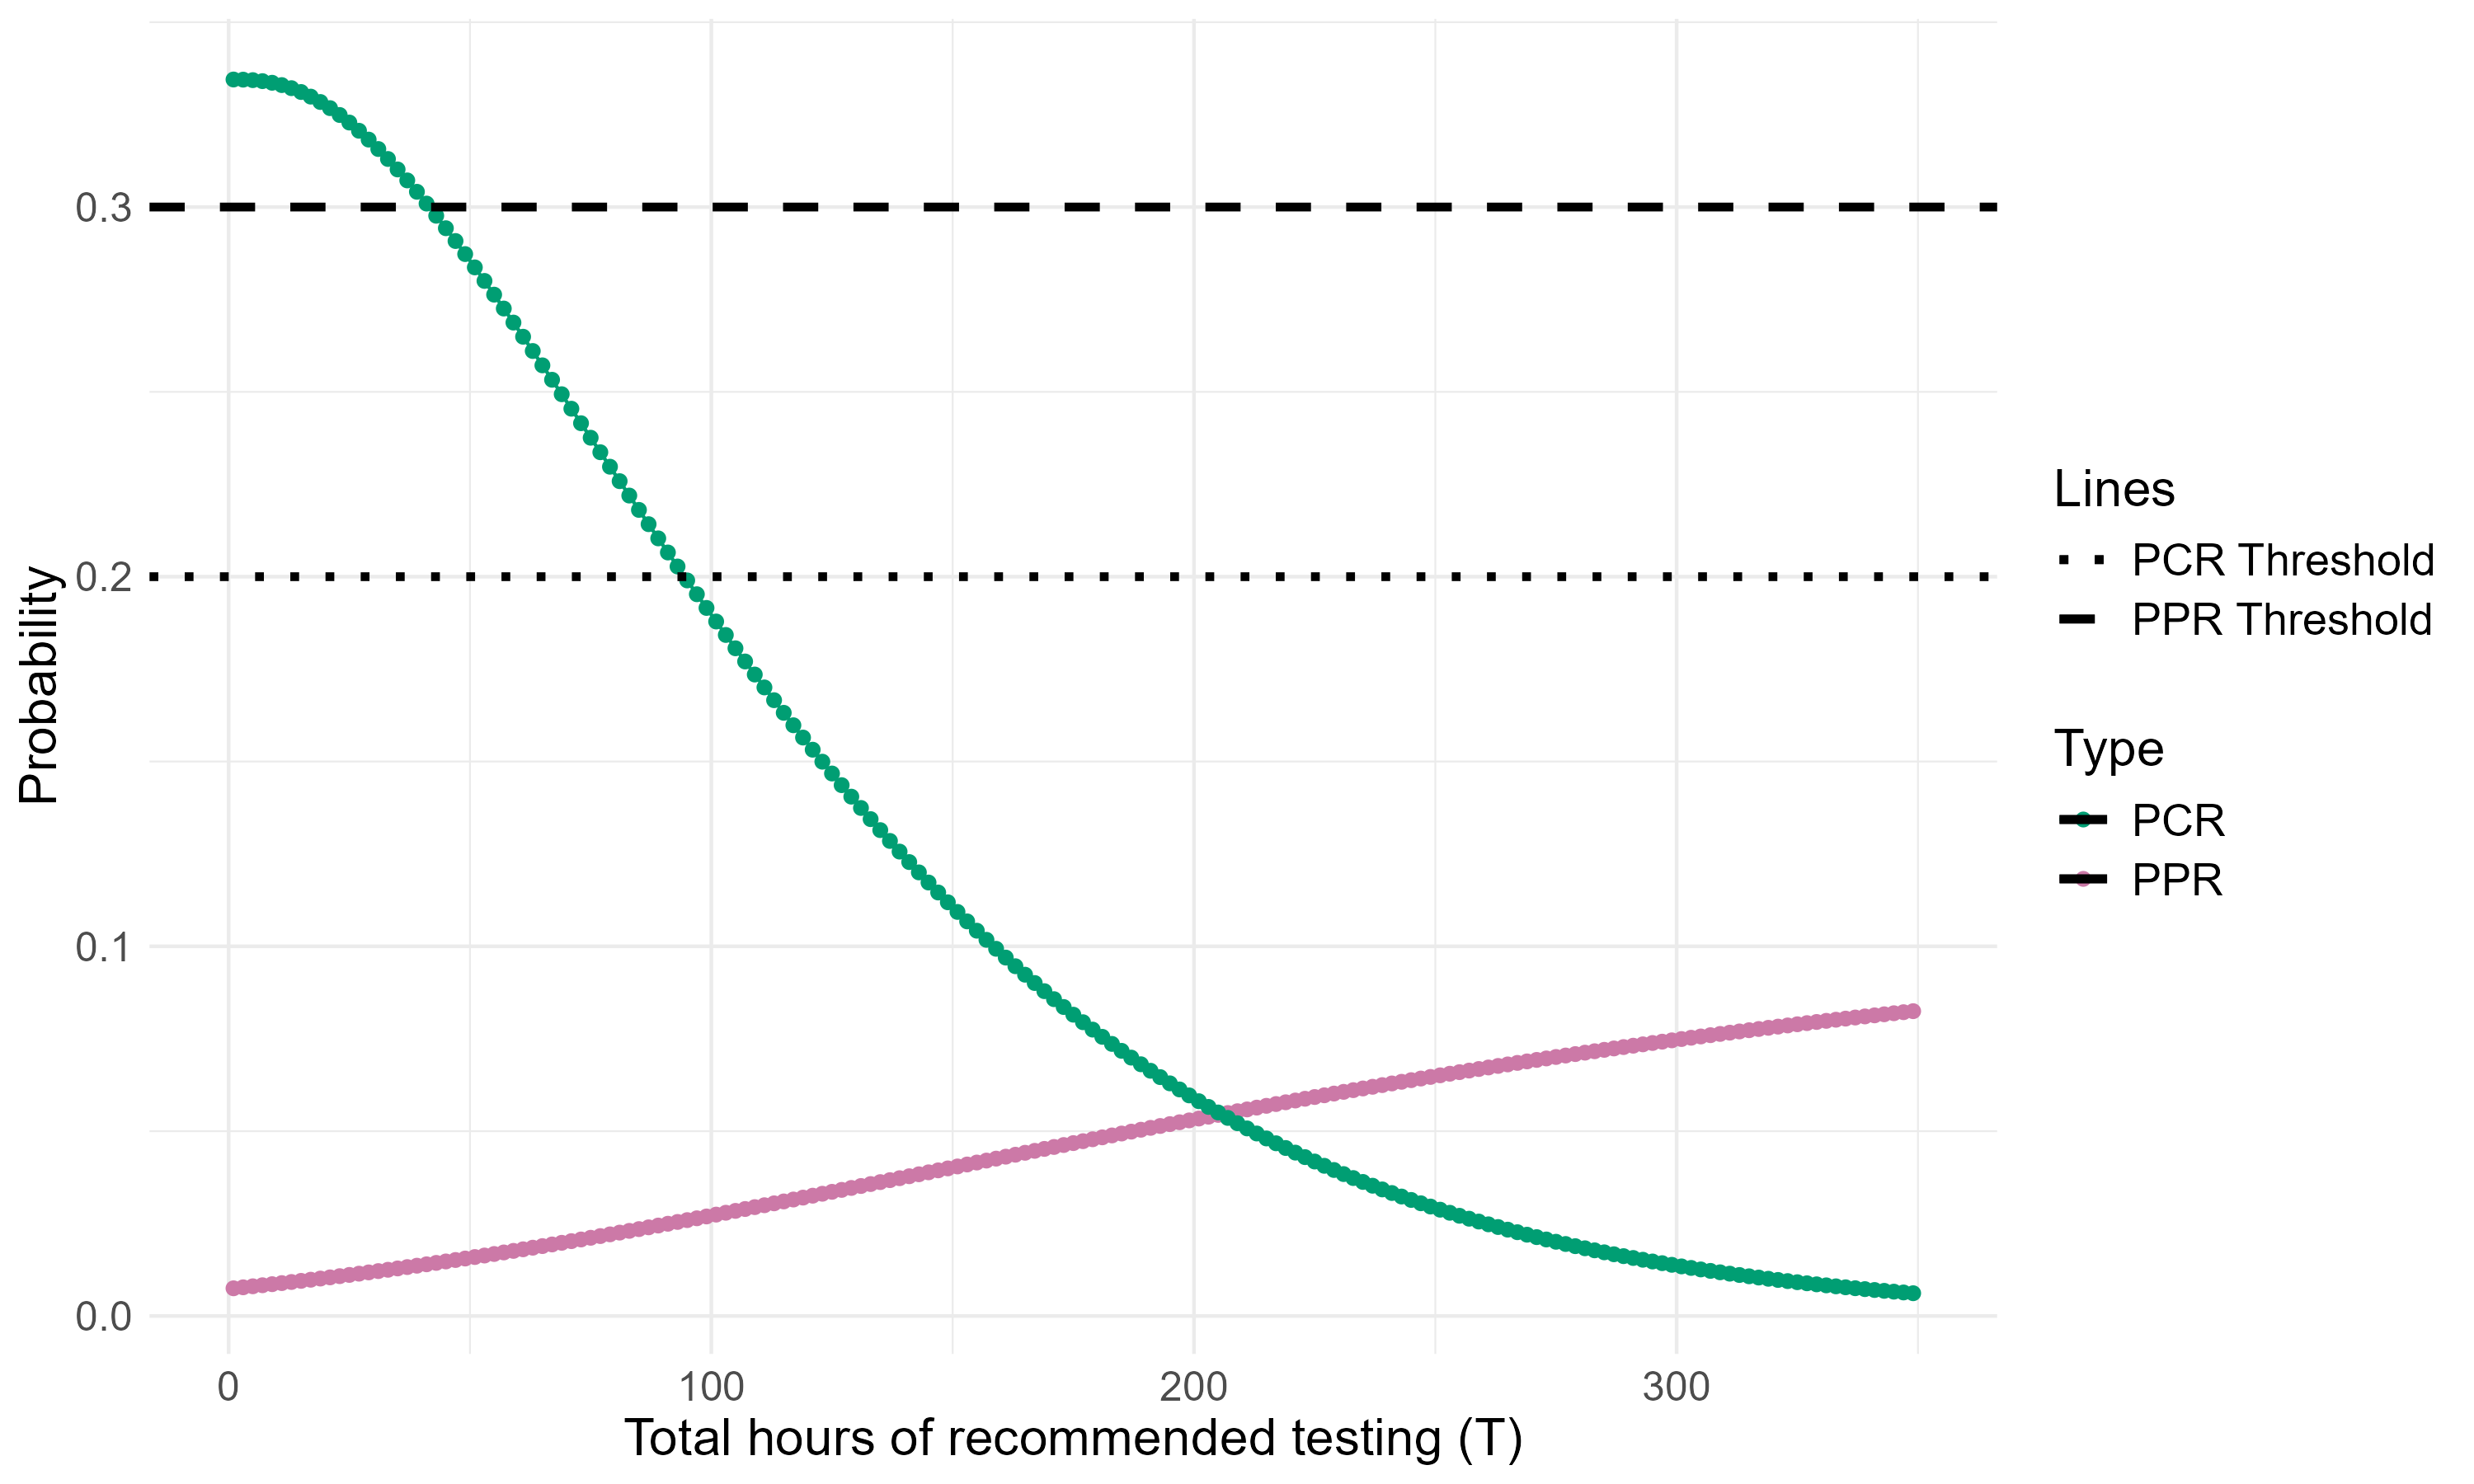 Probability
0.3
0.2
0.1
0.0
0
100
200
300
Total hours of recommended testing (T)
Lines
PCR Threshold
PPR Threshold
Type
PCR
PPR